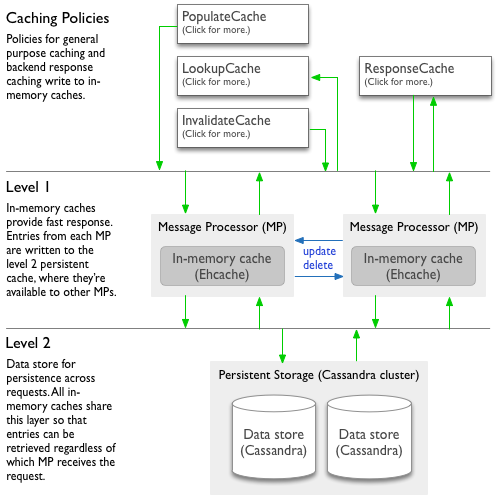 Caching Policies
Policies for general
purpose caching and
backend response
caching write to in-
memory caches.
PopulateCache
(Click for more.)
LookupCache
(Click for more.)
ResponseCache
(Click for more.)
InvalidateCache
(Click for more.)
Level 1
In-memory caches
provide fast response.
Entries from each MP
are written to the
level 2 persistent
cache, where they're
available to other MPs.
Message Processor (MP)
In-memory cache
(Ehcache)
update
delete
Message Processor (MP)
In-memory cache
(Ehcache)
Level 2
Data store for
persistence across
requests. All in-
memory caches share
this layer so that
entries can be
retrieved regardless of
which MP receives the
request.
Persistent Storage (Cassandra cluster)
Data store
(Cassandra)
Data store
(Cassandra)